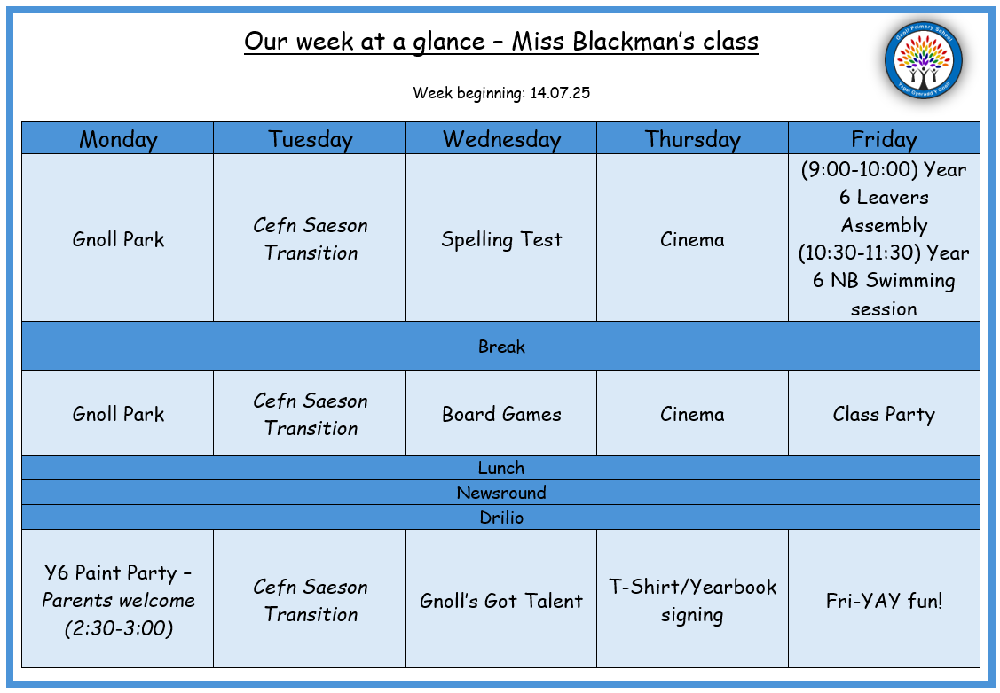 Our week at a glance – Miss Blackman's class
Gnoll Primary School
Ysgol Gynradd Y Gnoll
Week beginning: 14.07.25
Monday Tuesday Wednesday Thursday Friday
Gnoll Park
Cefn Saeson
Transition
Spelling Test
Cinema
(9:00-10:00) Year
6 Leavers
Assembly
(10:30-11:30) Year
6 NB Swimming
session
Break
Gnoll Park
Cefn Saeson
Transition
Board Games
Cinema
Class Party
Lunch
Newsround
Drilio
Y6 Paint Party –
Parents welcome
(2:30-3:00)
Cefn Saeson
Transition
Gnoll's Got Talent
T-Shirt/Yearbook
signing
Fri-YAY fun!